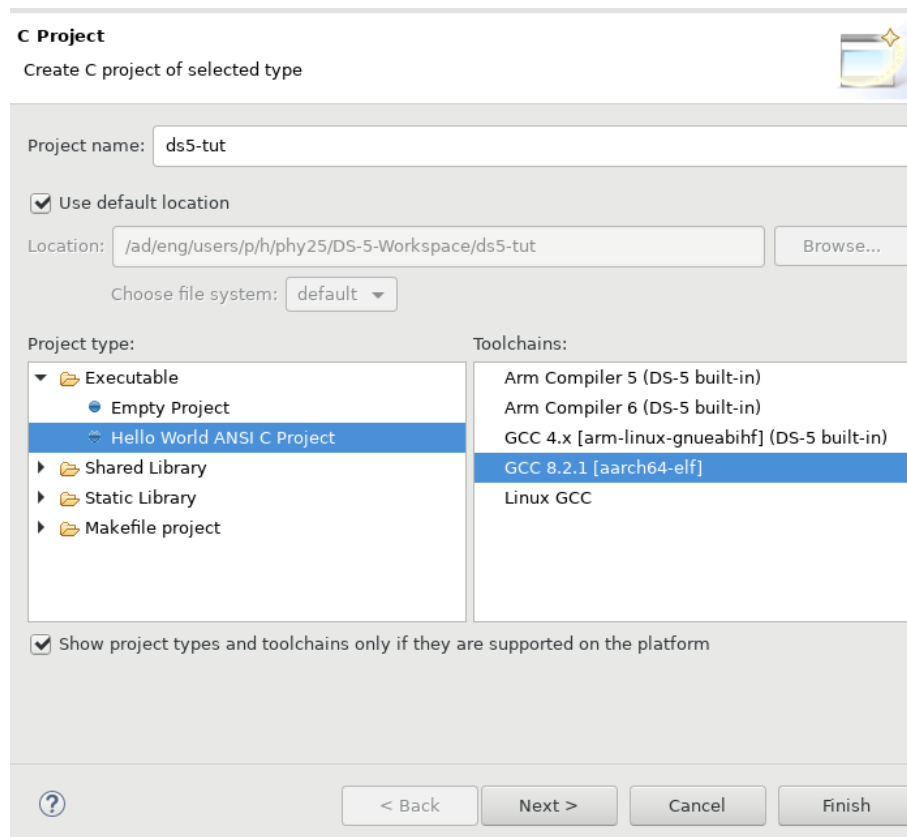 C Project
Create C project of selected type
Project name: ds5-tut
Use default location
Location: /ad/eng/users/p/h/phy25/DS-5-Workspace/ds5-tut Browse...
Choose file system: default
Project type:
Executable
Empty Project
Hello World ANSI C Project
Shared Library
Static Library
Makefile project
Toolchains:
Arm Compiler 5 (DS-5 built-in)
Arm Compiler 6 (DS-5 built-in)
GCC 4.x [arm-linux-gnueabihf] (DS-5 built-in)
GCC 8.2.1 [aarch64-elf]
Linux GCC
Show project types and toolchains only if they are supported on the platform
? < Back Next > Cancel Finish